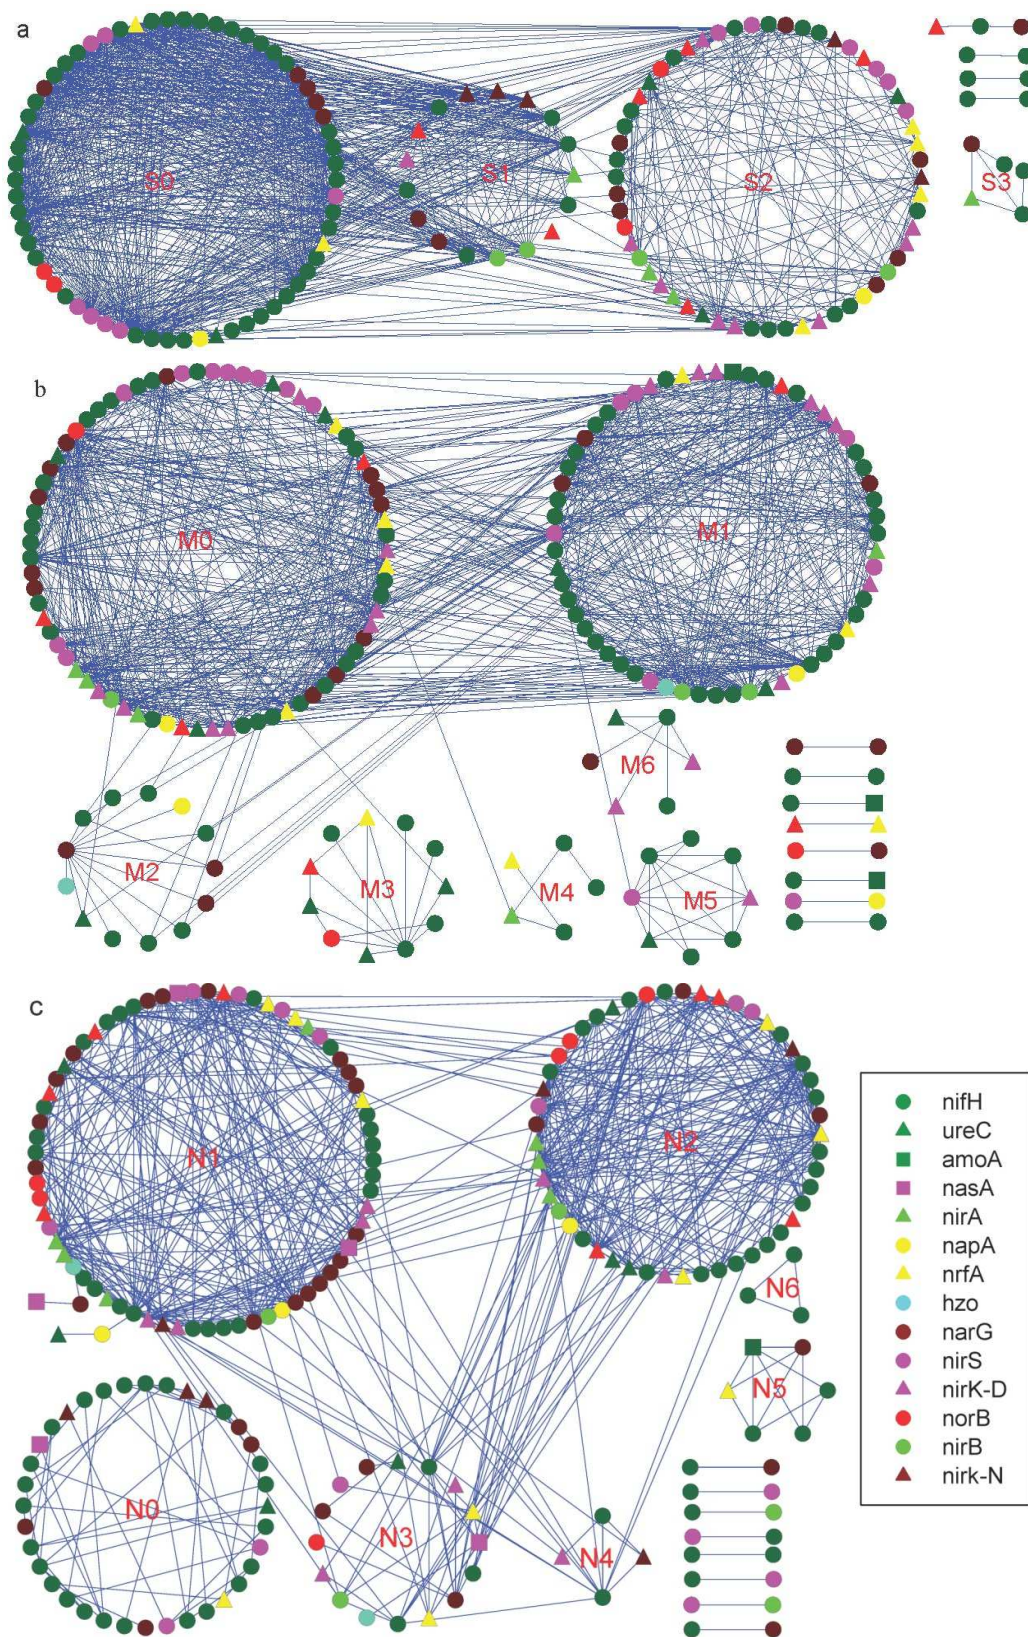 a
S0
S1
S2
S3
b
M0
M1
M2
M3
M4
M5
M6
c
N1
N2
N6
N5
N0
N3
N4
nifH
ureC
amoA
nasA
nirA
napA
nrfA
hzo
narG
nirS
nirK-D
norB
nirB
nirk-N